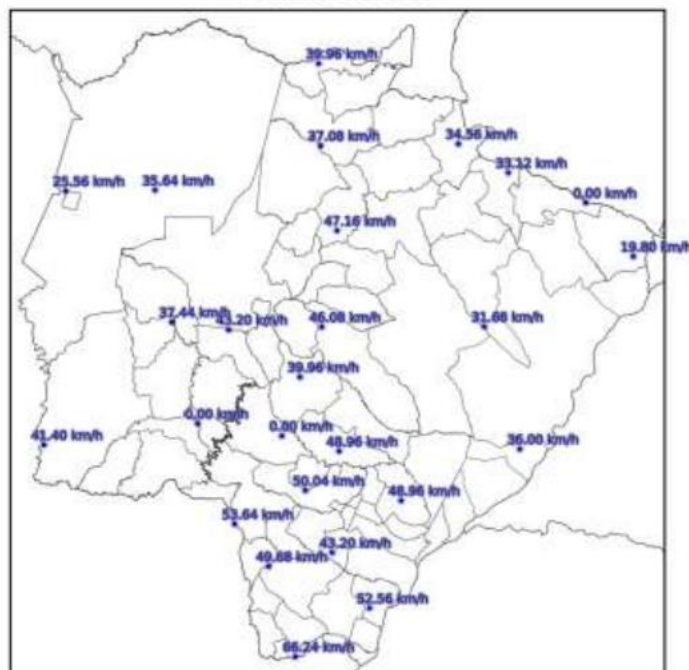 39.96 km/h
37.08 km/h
34.56 km/h
33.12 km/h
25.56 km/h
35.64 km/h
0.00 km/h
47.16 km/h
19.80 km/h
37.44 km/h
43.20 km/h
46.08 km/h
31.68 km/h
39.96 km/h
0.00 km/h
0.00 km/h
41.40 km/h
48.96 km/h
36.00 km/h
50.04 km/h
48.96 km/h
53.64 km/h
43.20 km/h
49.68 km/h
52.56 km/h
66.24 km/h